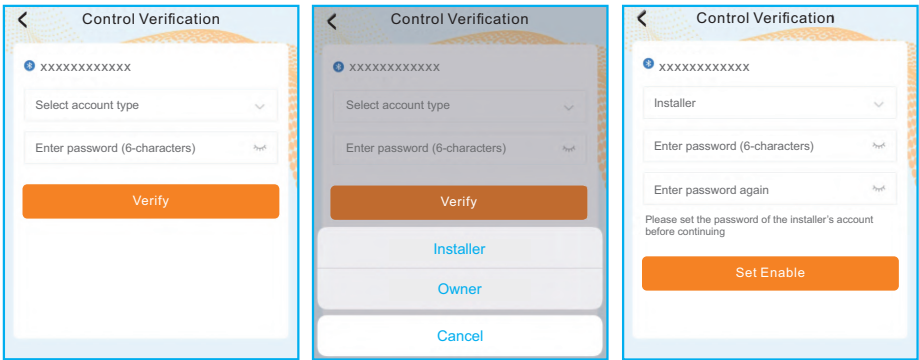 Control Verification
xxxxxxxxxxxx
Select account type
Enter password (6-characters)
Verify
Control Verification
xxxxxxxxxxxx
Select account type
Enter password (6-characters)
Verify
Installer
Owner
Cancel
Control Verification
xxxxxxxxxxxx
Installer
Enter password (6-characters)
Enter password again
Please set the password of the installer's account
before continuing
Set Enable